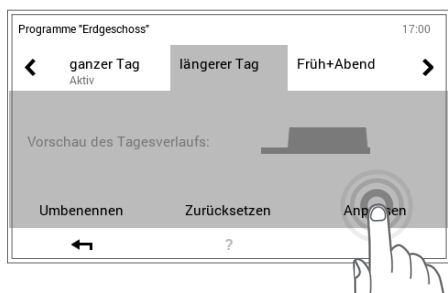 Programme "Erdgeschoss" 17:00
ganzer Tag längerer Tag Früh+Abend
Aktiv
Vorschau des Tagesverlaufs:
Umbenennen Zurücksetzen
?